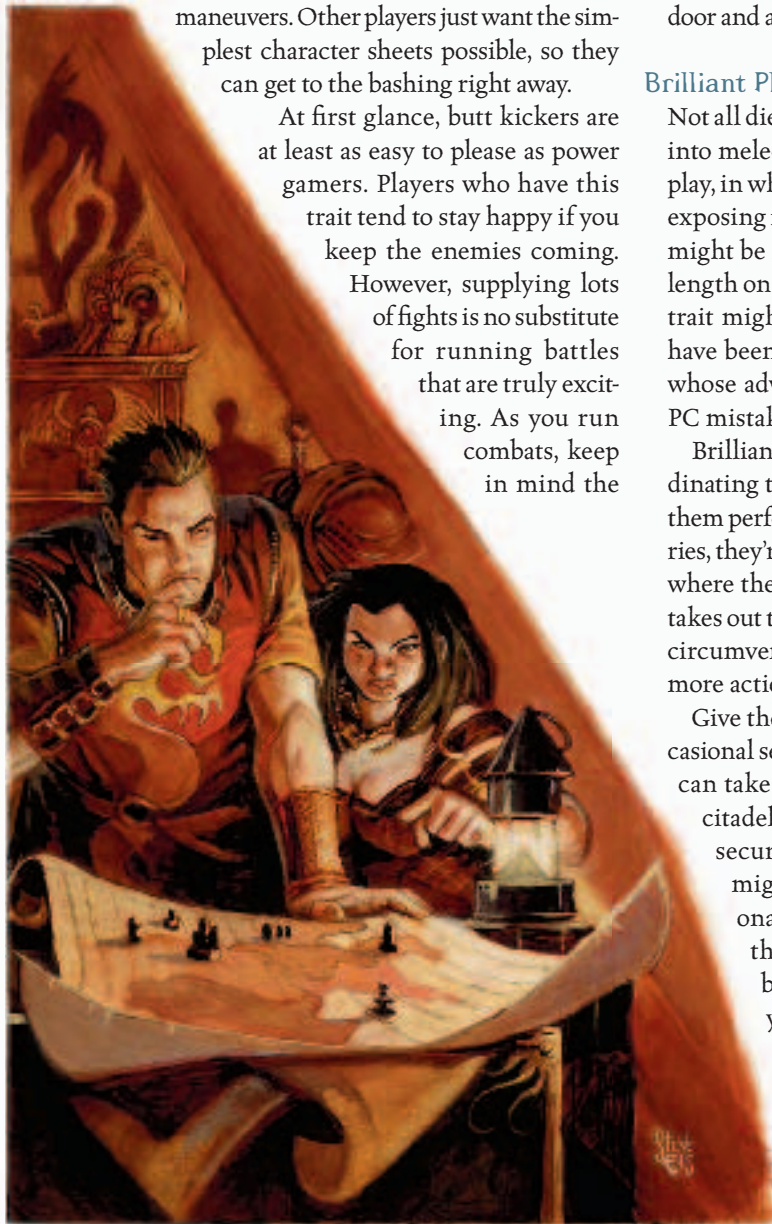 maneuvers. Other players just want the sim-
plest character sheets possible, so they
can get to the bashing right away.
At first glance, butt kickers are
at least as easy to please as power
gamers. Players who have this
trait tend to stay happy if you
keep the enemies coming.
However, supplying lots
of fights is no substitute
for running battles
that are truly excit-
ing. As you run
combats, keep
in mind the
door and a
Brilliant Pl
Not all die
into mele
play, in wh
exposing
might be
length on
trait migh
have been
whose adv
PC mistak
Brillian
dinating t
them perf
ries, they’r
where the
takes out t
circumver
more actio
Give the
casional se
can take
citadel
secur
mig
ona
th
b
y